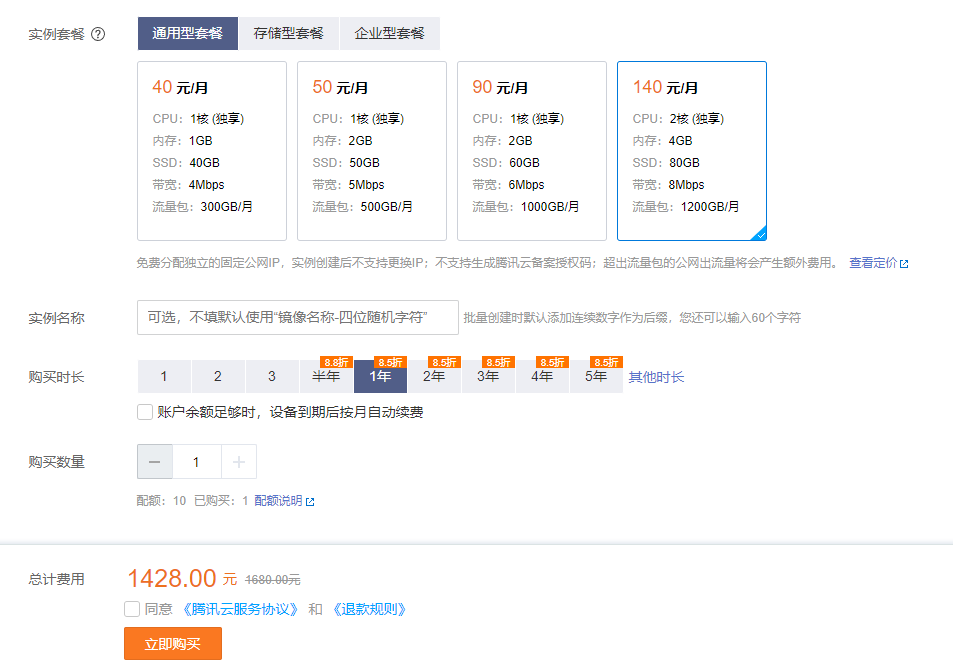 实例套餐 ?
通用型套餐 存储型套餐 企业型套餐
40 元/月 50 元/月 90 元/月 140 元/月
CPU: 1核 (独享) CPU: 1核 (独享) CPU: 1核 (独享) CPU: 2核 (独享)
内存: 1GB 内存: 2GB 内存: 2GB 内存: 4GB
SSD: 40GB SSD: 50GB SSD: 60GB SSD: 80GB
带宽: 4Mbps 带宽: 5Mbps 带宽: 6Mbps 带宽: 8Mbps
流量包: 300GB/月 流量包: 500GB/月 流量包: 1000GB/月 流量包: 1200GB/月
免费分配独立的固定公网IP，实例创建后不支持更换IP；不支持生成腾讯云备案授权码；超出流量包的公网出流量将会产生额外费用。 查看定价
实例名称 可选，不填默认使用“镜像名称-四位随机字符” 批量创建时默认添加连续数字作为后缀，您还可以输入60个字符
8.8折 8.5折 8.5折 8.5折 8.5折 8.5折
购买时长 1 2 3 半年 1年 2年 3年 4年 5年 其他时长
账户余额足够时，设备到期后按月自动续费
购买数量 － 1 +
配额: 10 已购买: 1 配额说明
总计费用 1428.00 元 1680.00元
同意 《腾讯云服务协议》 和 《退款规则》
立即购买